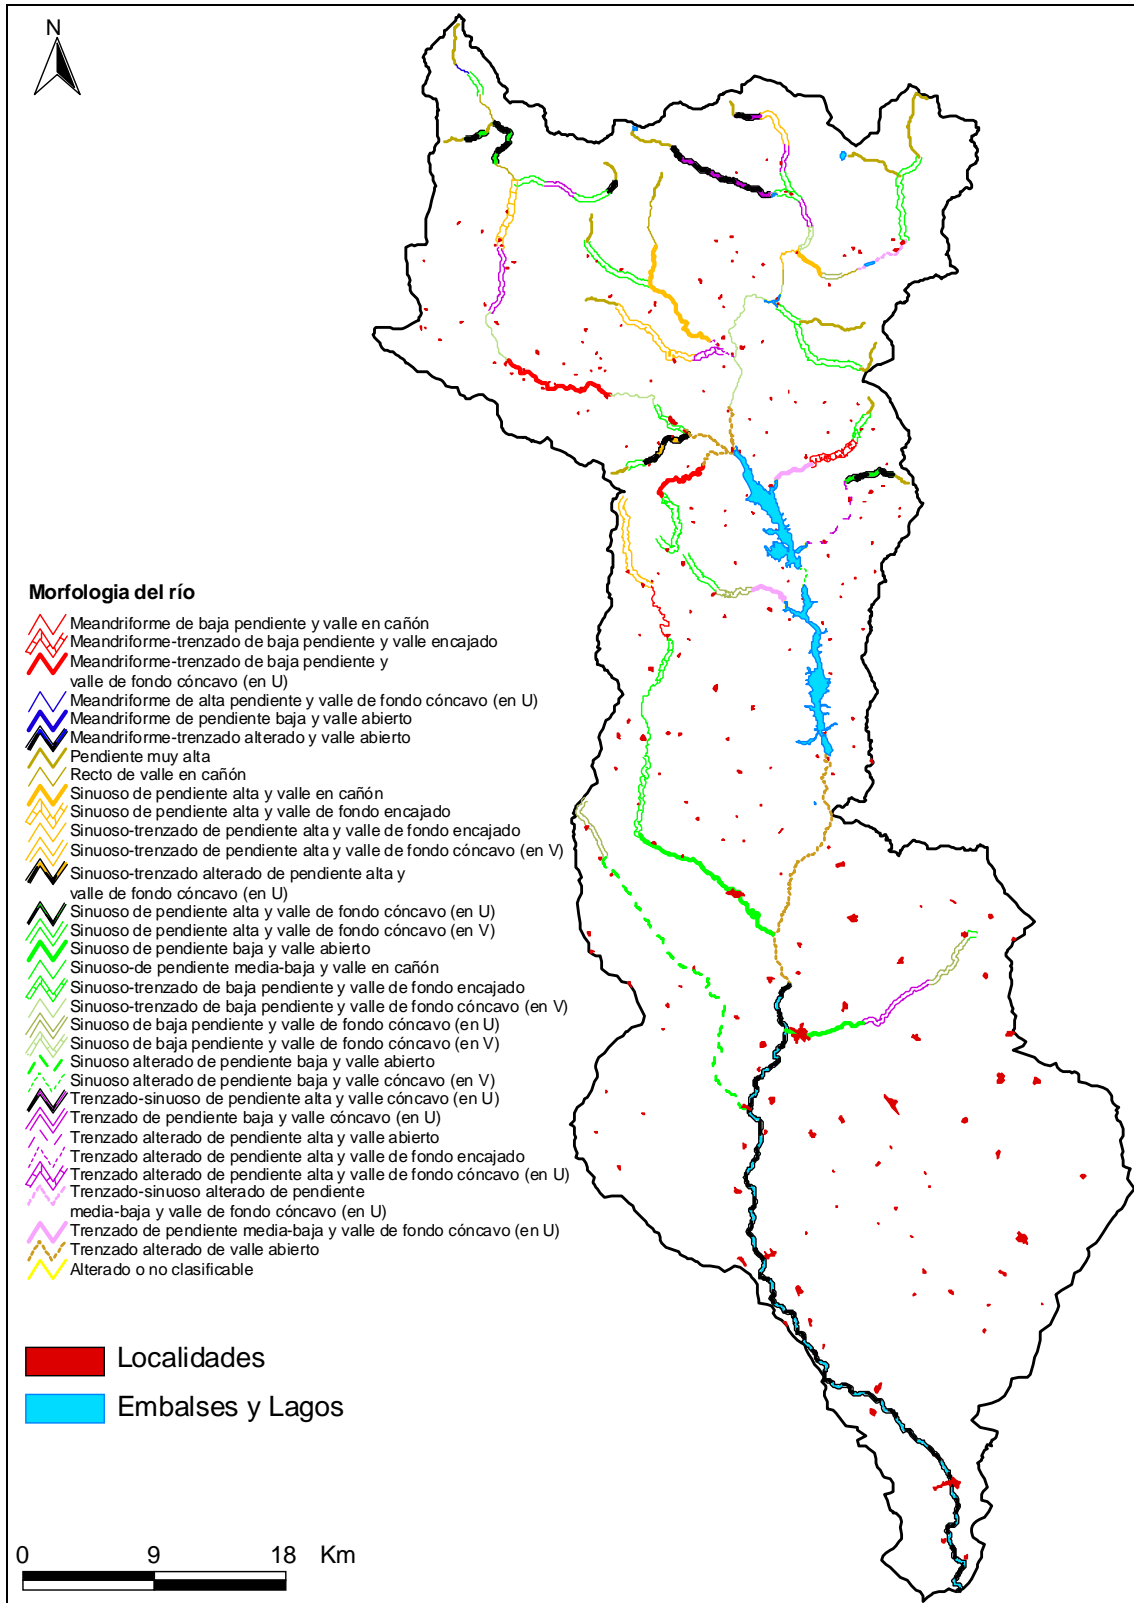 N
Morfologia del río
Meandriforme de baja pendiente y valle en cañón
Meandriforme-trenzado de baja pendiente y valle encajado
Meandriforme-trenzado de baja pendiente y
valle de fondo cóncavo (en U)
Meandriforme de alta pendiente y valle de fondo cóncavo (en U)
Meandriforme de pendiente baja y valle abierto
Meandriforme-trenzado alterado y valle abierto
Pendiente muy alta
Recto de valle en cañón
Sinuoso de pendiente alta y valle en cañón
Sinuoso de pendiente alta y valle de fondo encajado
Sinuoso-trenzado de pendiente alta y valle de fondo encajado
Sinuoso-trenzado de pendiente alta y valle de fondo cóncavo (en V)
Sinuoso-trenzado alterado de pendiente alta y
valle de fondo cóncavo (en U)
Sinuoso de pendiente alta y valle de fondo cóncavo (en U)
Sinuoso de pendiente alta y valle de fondo cóncavo (en V)
Sinuoso de pendiente baja y valle abierto
Sinuoso-de pendiente media-baja y valle en cañón
Sinuoso-trenzado de baja pendiente y valle de fondo encajado
Sinuoso-trenzado de baja pendiente y valle de fondo cóncavo (en V)
Sinuoso de baja pendiente y valle de fondo cóncavo (en U)
Sinuoso de baja pendiente y valle de fondo cóncavo (en V)
Sinuoso alterado de pendiente baja y valle abierto
Sinuoso alterado de pendiente baja y valle cóncavo (en V)
Trenzado-sinuoso de pendiente alta y valle cóncavo (en U)
Trenzado de pendiente baja y valle cóncavo (en U)
Trenzado alterado de pendiente alta y valle abierto
Trenzado alterado de pendiente alta y valle de fondo encajado
Trenzado alterado de pendiente alta y valle de fondo cóncavo (en U)
Trenzado-sinuoso alterado de pendiente
media-baja y valle de fondo cóncavo (en U)
Trenzado de pendiente media-baja y valle de fondo cóncavo (en U)
Trenzado alterado de valle abierto
Alterado o no clasificable
Localidades
Embalses y Lagos
0 9 18 Km